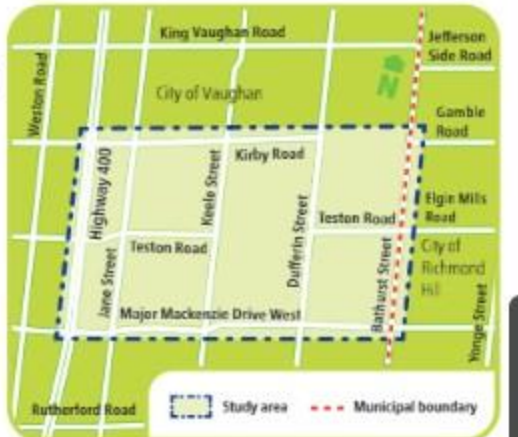 King Vaughan Road
Jefferson
Side Road
Weston Road
City of Vaughan
N
Gamble
Road
Kirby Road
Highway 400
Keele Street
Elgin Mills
Road
Teston Road
Dufferin Street
Teston Road
City of
Richmond
Hill
Jane Street
Bathurst Street
Yonge Street
Major Mackenzie Drive West
Rutherford Road
Study area
Municipal boundary